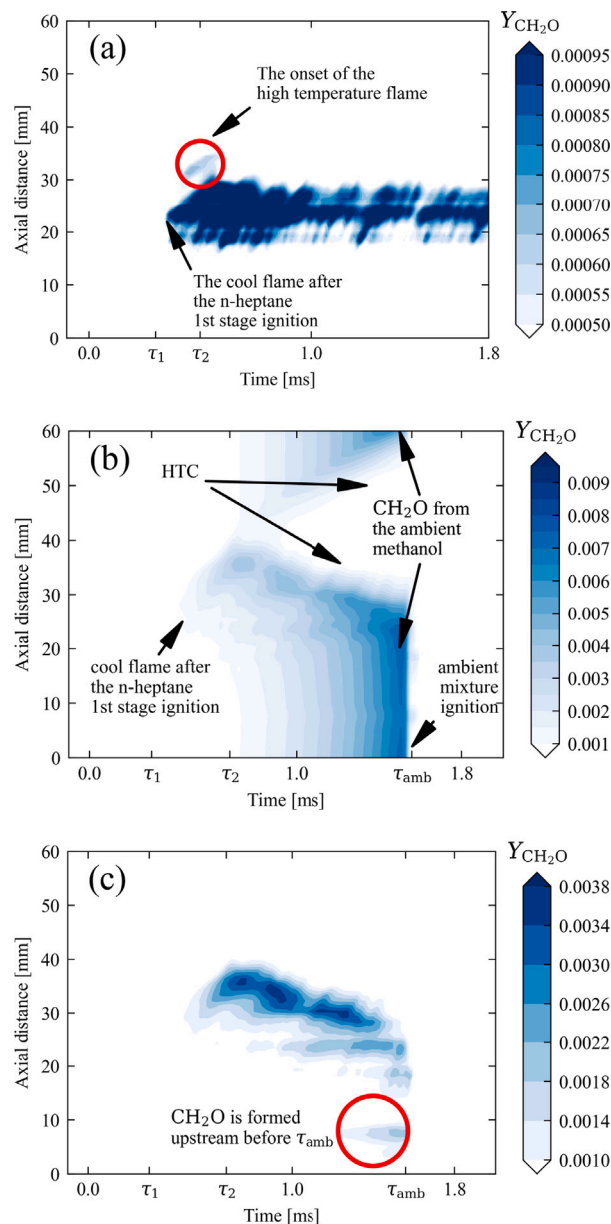 Y_CH₂O
(a)
The onset of the
high temperature flame
The cool flame after
the n-heptane
1st stage ignition
Axial distance [mm]
60
50
40
30
20
10
0
0.0
τ₁
τ₂
1.0
1.8
Time [ms]
0.00095
0.00090
0.00085
0.00080
0.00075
0.00070
0.00065
0.00060
0.00055
0.00050
Y_CH₂O
(b)
HTC
CH₂O from
the ambient
methanol
cool flame after
the n-heptane
1st stage ignition
ambient
mixture
ignition
Axial distance [mm]
60
50
40
30
20
10
0
0.0
τ₁
τ₂
1.0
τ_amb
1.8
Time [ms]
0.009
0.008
0.007
0.006
0.005
0.004
0.003
0.002
0.001
Y_CH₂O
(c)
CH₂O is formed
upstream before τ_amb
Axial distance [mm]
60
50
40
30
20
10
0
0.0
τ₁
τ₂
1.0
τ_amb
1.8
Time [ms]
0.0038
0.0034
0.0030
0.0026
0.0022
0.0018
0.0014
0.0010